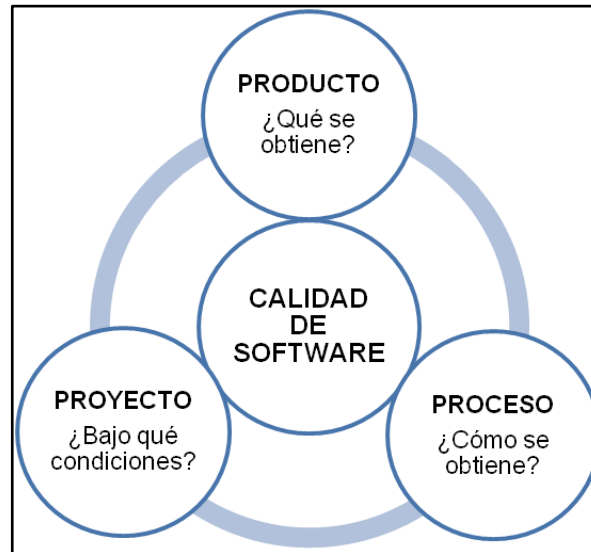 PRODUCTO
¿Qué se
obtiene?
CALIDAD
DE
SOFTWARE
PROYECTO
¿Bajo qué
condiciones?
PROCESO
¿Cómo se
obtiene?